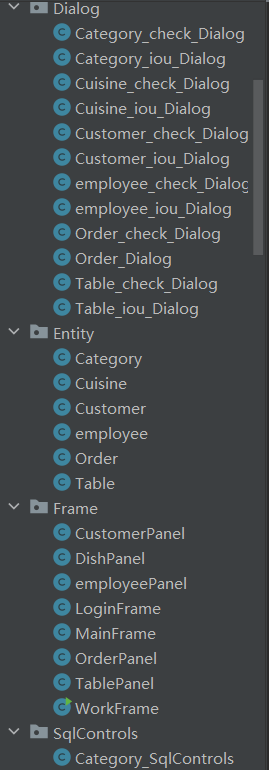 Dialog
Category_check_Dialog
Category_iou_Dialog
Cuisine_check_Dialog
Cuisine_iou_Dialog
Customer_check_Dialog
Customer_iou_Dialog
employee_check_Dialog
employee_iou_Dialog
Order_check_Dialog
Order_Dialog
Table_check_Dialog
Table_iou_Dialog
Entity
Category
Cuisine
Customer
employee
Order
Table
Frame
CustomerPanel
DishPanel
employeePanel
LoginFrame
MainFrame
OrderPanel
TablePanel
WorkFrame
SqlControls
Category_SqlControls